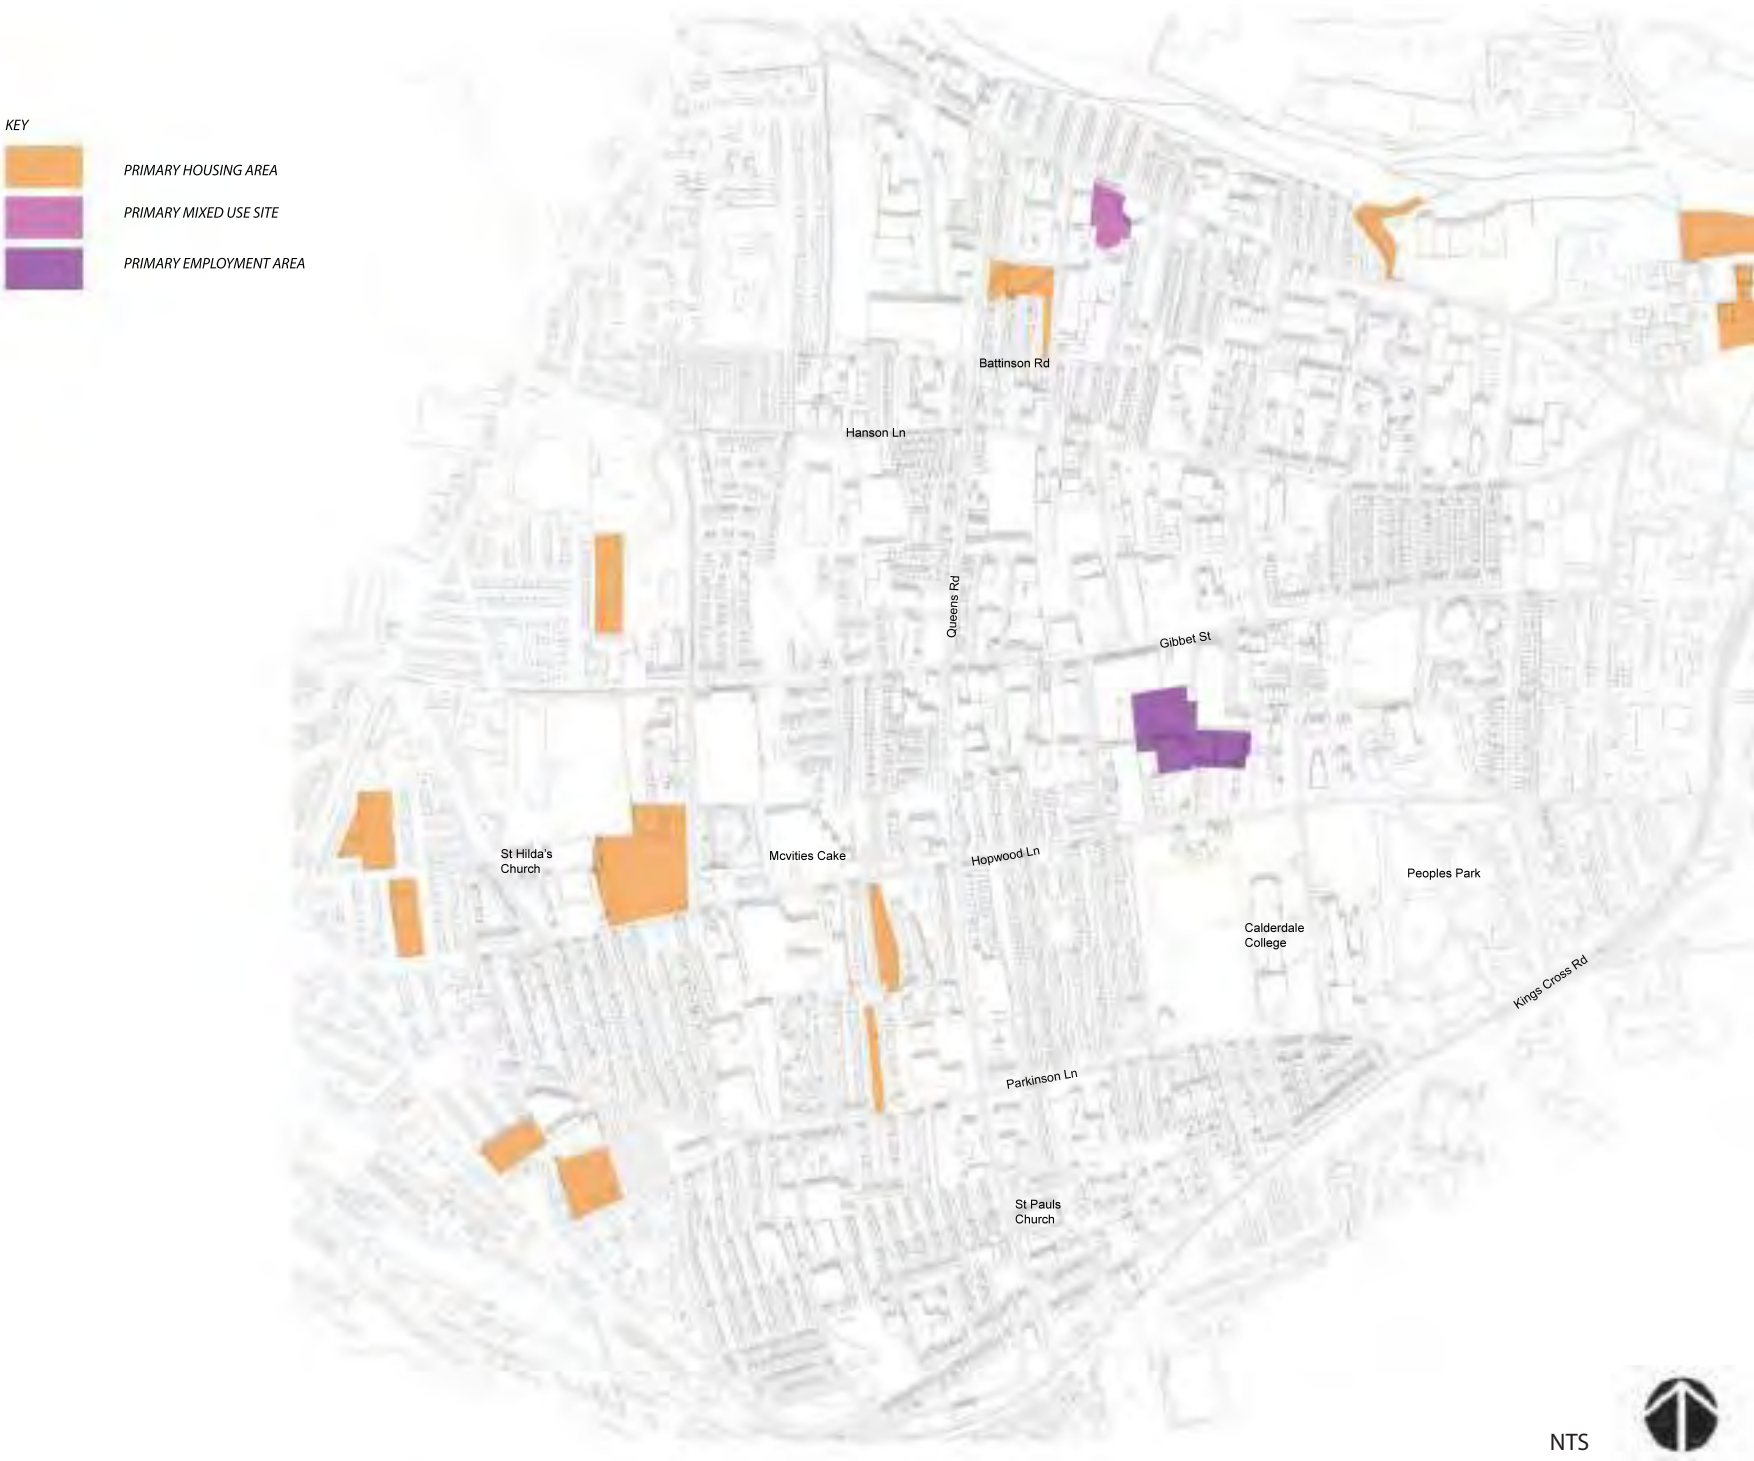 KEY
PRIMARY HOUSING AREA
PRIMARY MIXED USE SITE
PRIMARY EMPLOYMENT AREA
Battinson Rd
Hanson Ln
Queens Rd
Gibbet St
St Hilda's
Church
Mcvities Cake
Hopwood Ln
Peoples Park
Calderdale
College
Kings Cross Rd
Parkinson Ln
St Pauls
Church
NTS